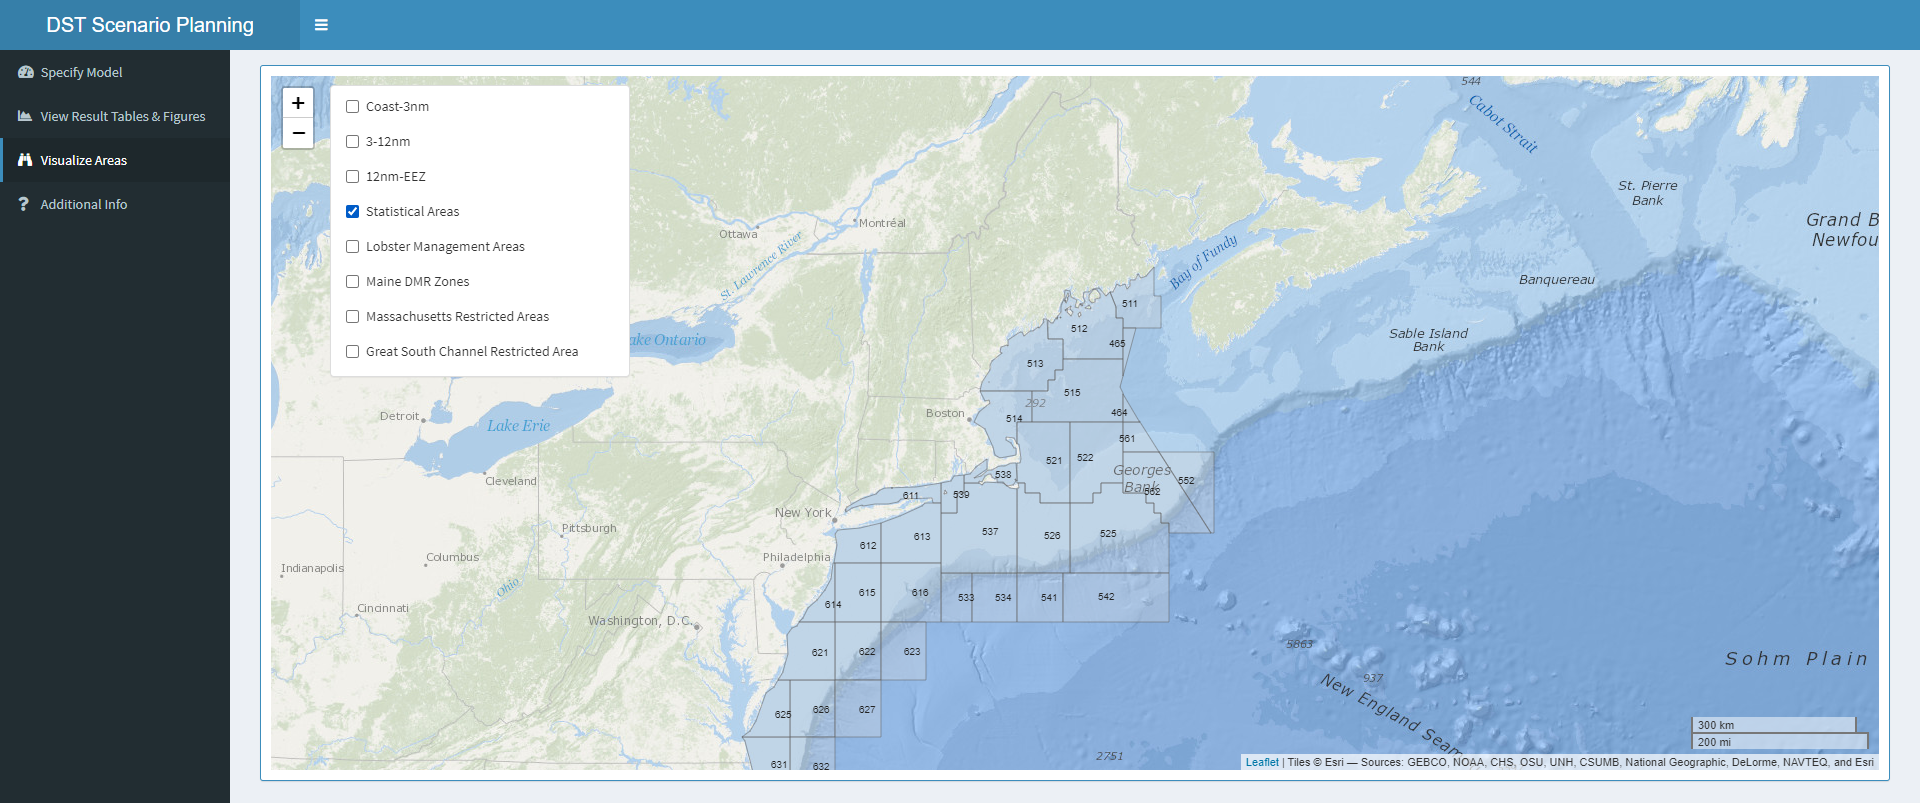 DST Scenario Planning
Specify Model
View Result Tables & Figures
Visualize Areas
Additional Info
+
−
Coast-3nm
3-12nm
12nm-EEZ
Statistical Areas
Lobster Management Areas
Maine DMR Zones
Massachusetts Restricted Areas
Great South Channel Restricted Area
544
Cabot Strait
St. Pierre
Bank
Grand B
Newfou
Montréal
Ottawa
St. Lawrence River
Bay of Fundy
Banquereau
511
512
Sable Island
Bank
ake Ontario
465
513
515
292
Detroit
Boston
514
464
Lake Erie
561
521
522
Georges
Bank
538
552
Cleveland
562
611
539
New York
Pittsburgh
537
526
525
613
612
Columbus
Philadelphia
Indianapolis
Ohio
615
616
533
534
541
542
614
Cincinnati
Washington, D.C.
5863
621
622
623
Sohm Plain
937
New England Seam
625
626
627
300 km
200 mi
2751
631
632
Leaflet | Tiles © Esri — Sources: GEBCO, NOAA, CHS, OSU, UNH, CSUMB, National Geographic, DeLorme, NAVTEQ, and Esri